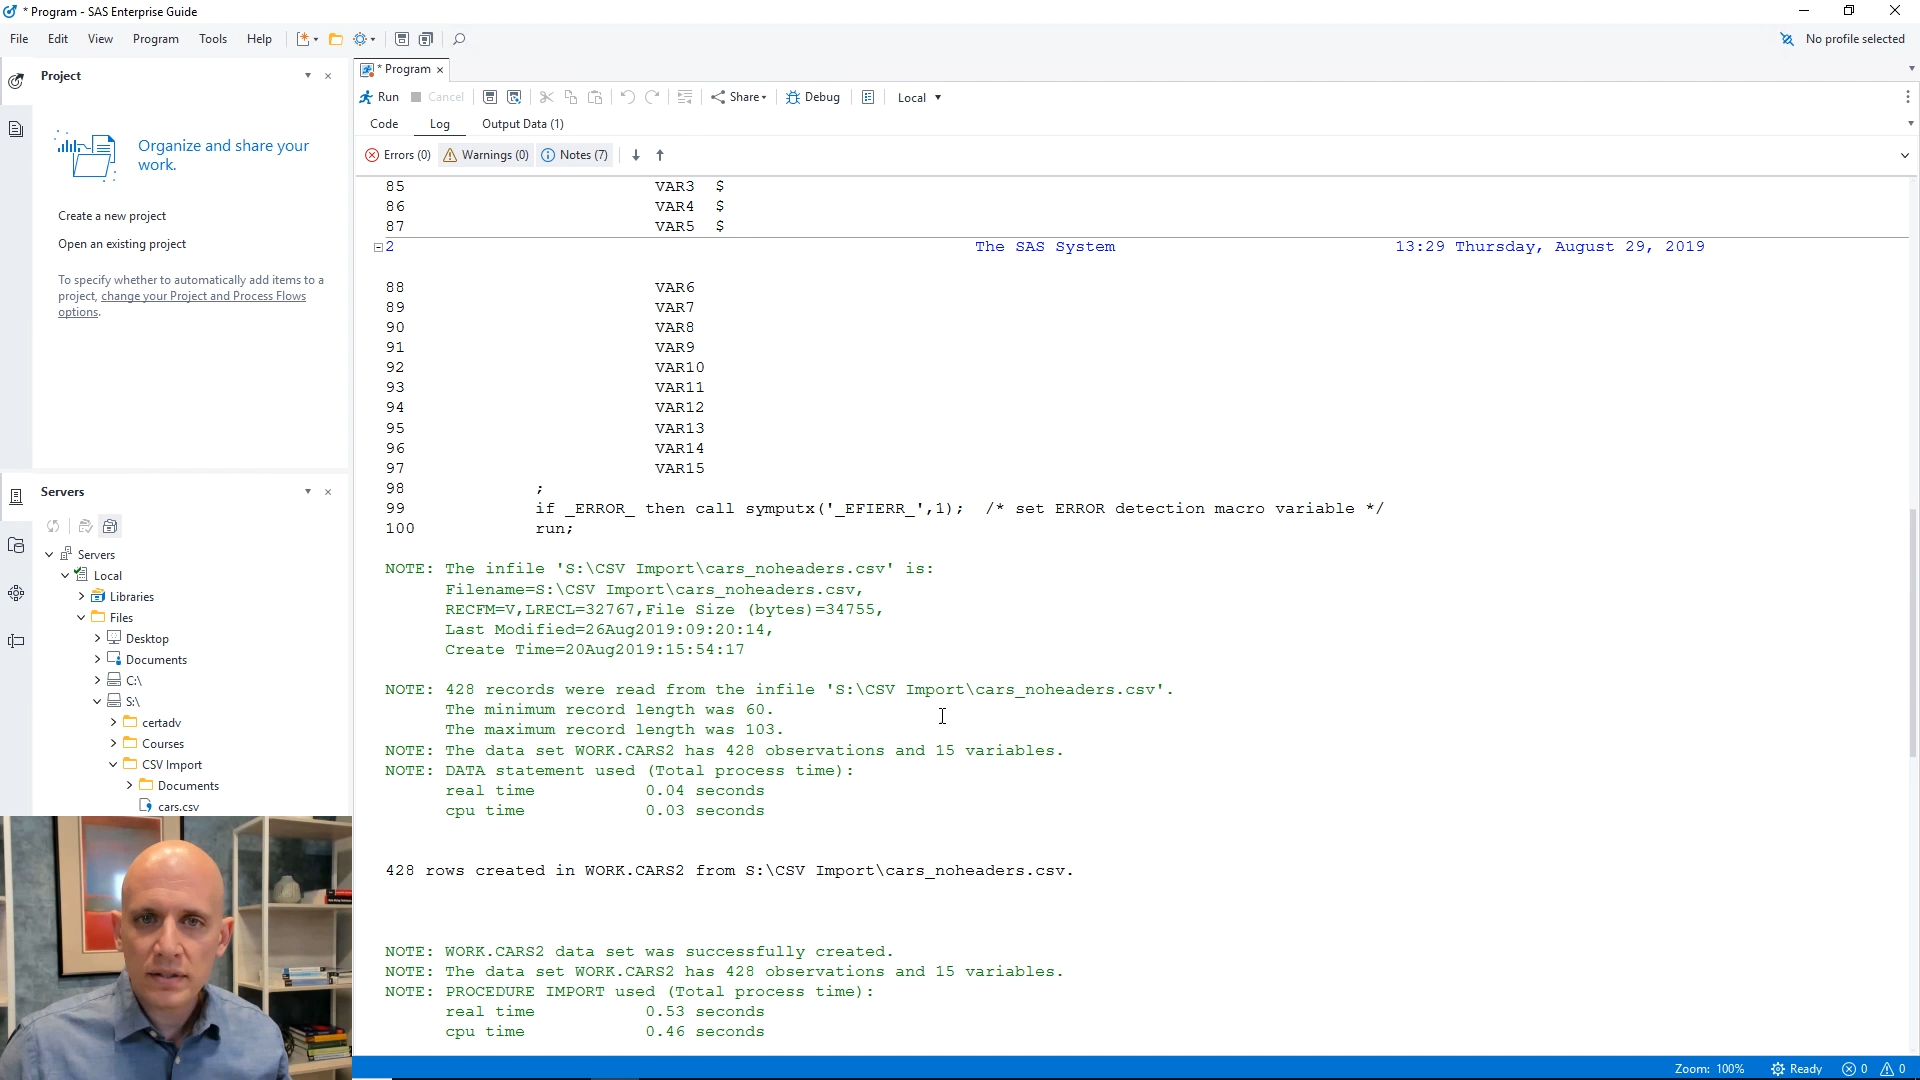 * Program - SAS Enterprise Guide
File Edit View Program Tools Help
No profile selected
Project
* Program
Run Cancel Share Debug Local
Code Log Output Data (1)
Errors (0) Warnings (0) Notes (7)
Organize and share your
work.
Create a new project
Open an existing project
To specify whether to automatically add items to a
project, change your Project and Process Flows
options.
Servers
Servers
Local
Libraries
Files
Desktop
Documents
C:\
S:\
certadv
Courses
CSV Import
Documents
cars.csv
85 VAR3 $
86 VAR4 $
87 VAR5 $
2 The SAS System 13:29 Thursday, August 29, 2019
88 VAR6
89 VAR7
90 VAR8
91 VAR9
92 VAR10
93 VAR11
94 VAR12
95 VAR13
96 VAR14
97 VAR15
98 ;
99 if _ERROR_ then call symputx('_EFIERR_',1); /* set ERROR detection macro variable */
100 run;
NOTE: The infile 'S:\CSV Import\cars_noheaders.csv' is:
Filename=S:\CSV Import\cars_noheaders.csv,
RECFM=V,LRECL=32767,File Size (bytes)=34755,
Last Modified=26Aug2019:09:20:14,
Create Time=20Aug2019:15:54:17
NOTE: 428 records were read from the infile 'S:\CSV Import\cars_noheaders.csv'.
The minimum record length was 60.
The maximum record length was 103.
NOTE: The data set WORK.CARS2 has 428 observations and 15 variables.
NOTE: DATA statement used (Total process time):
real time 0.04 seconds
cpu time 0.03 seconds
428 rows created in WORK.CARS2 from S:\CSV Import\cars_noheaders.csv.
NOTE: WORK.CARS2 data set was successfully created.
NOTE: The data set WORK.CARS2 has 428 observations and 15 variables.
NOTE: PROCEDURE IMPORT used (Total process time):
real time 0.53 seconds
cpu time 0.46 seconds
Zoom: 100% Ready 0 0